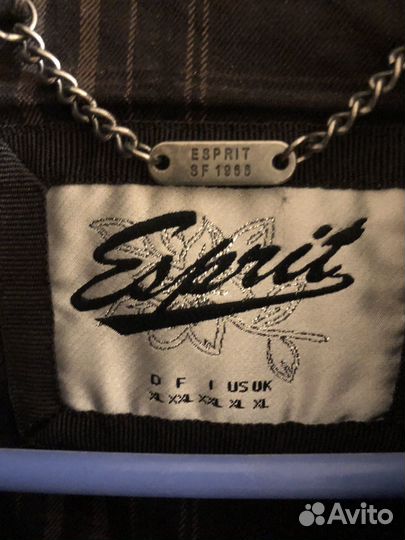 ESPRIT
SF 1968
Esprit
D F I US UK
XL XXL XXL XL XL
Avito